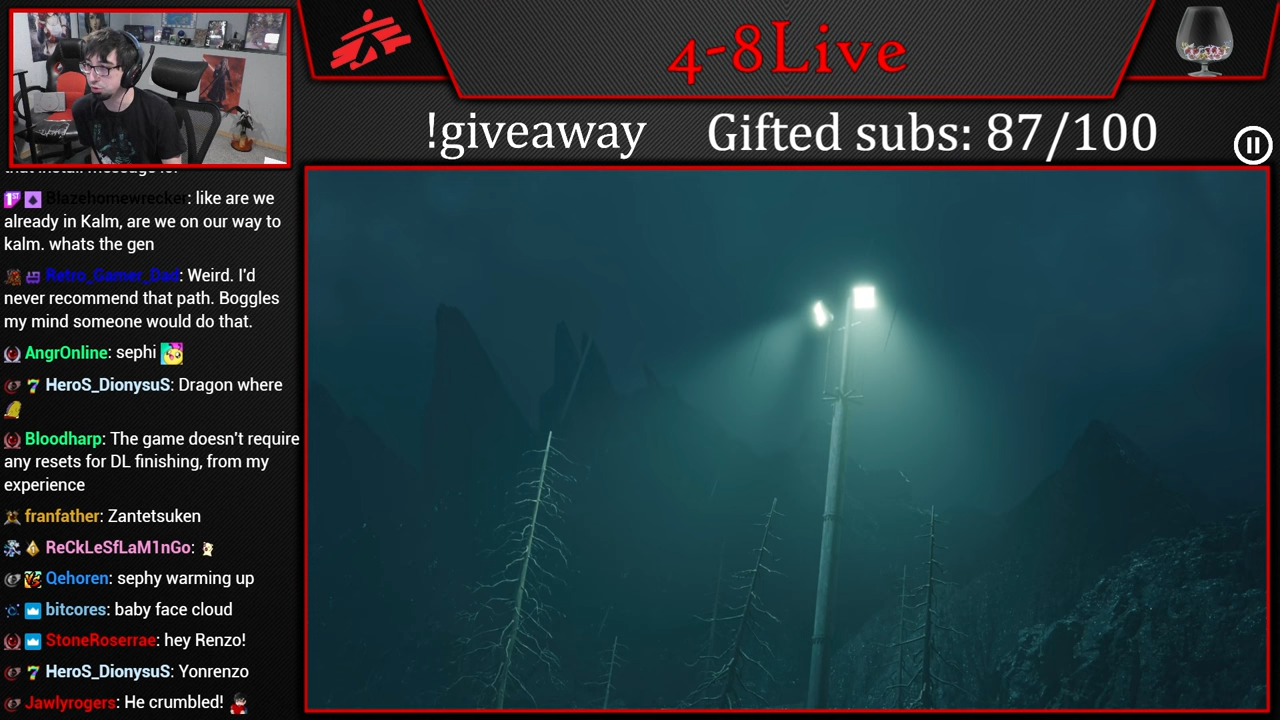 4-8Live
!giveaway
Gifted subs: 87/100
Blazehomewrecker: like are we
already in Kalm, are we on our way to
kalm. whats the gen
Retro_Gamer_Dad: Weird. I'd
never recommend that path. Boggles
my mind someone would do that.
AngrOnline: sephi
HeroS_DionysuS: Dragon where
Bloodharp: The game doesn't require
any resets for DL finishing, from my
experience
franfather: Zantetsuken
ReCkLeSfLaM1nGo:
Qehoren: sephy warming up
bitcores: baby face cloud
StoneRoserrae: hey Renzo!
HeroS_DionysuS: Yonrenzo
Jawlyrogers: He crumbled!